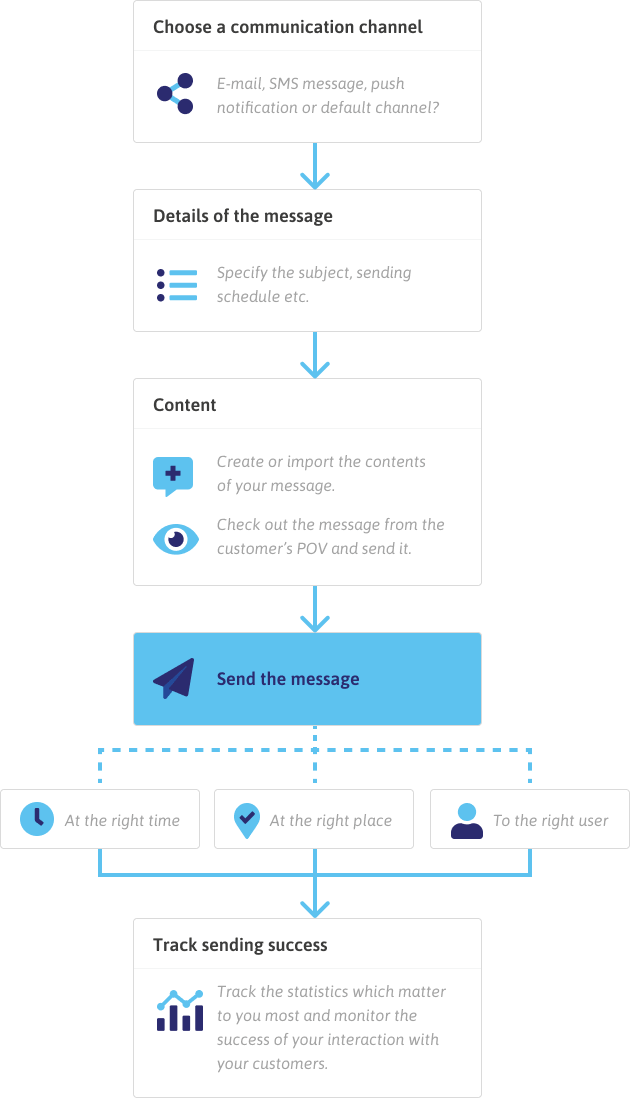 Choose a communication channel
E-mail, SMS message, push
notification or default channel?
Details of the message
Specify the subject, sending
schedule etc.
Content
Create or import the contents
of your message.
Check out the message from the
customer's POV and send it.
Send the message
At the right time
At the right place
To the right user
Track sending success
Track the statistics which matter
to you most and monitor the
success of your interaction with
your customers.